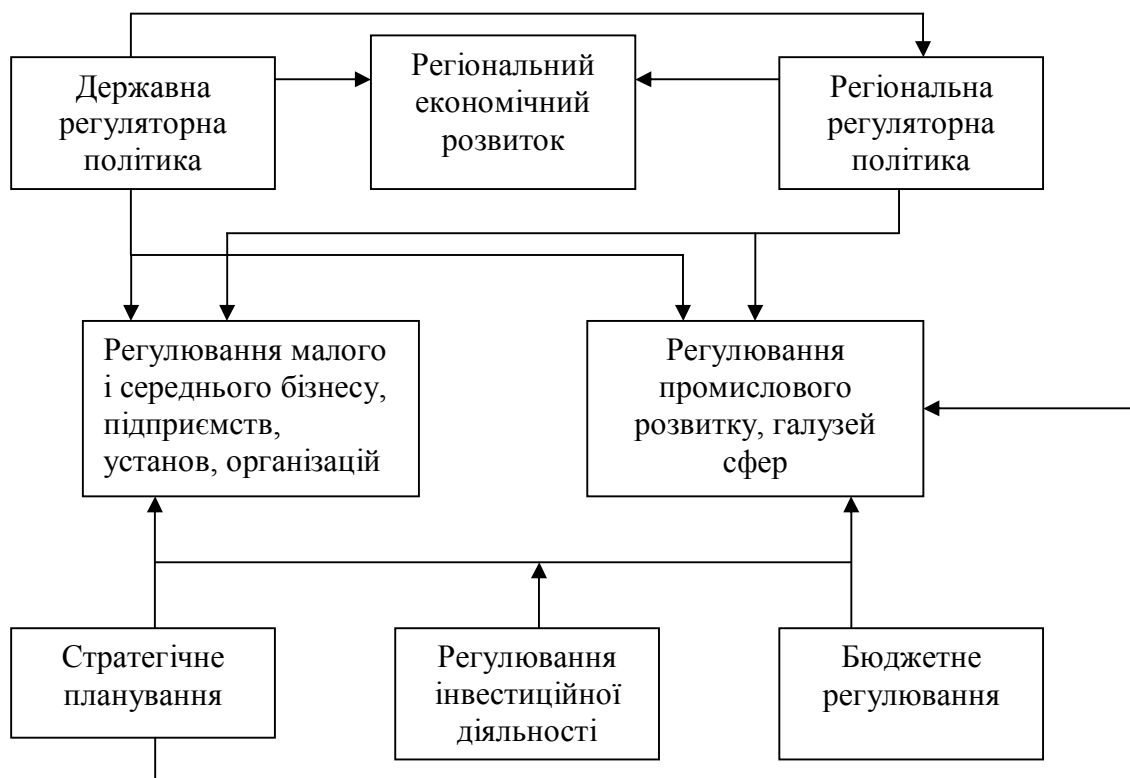 Державна
регуляторна
політика
Регіональний
економічний
розвиток
Регіональна
регуляторна
політика
Регулювання малого
і середнього бізнесу,
підприємств,
установ, організацій
Регулювання
промислового
розвитку, галузей
сфер
Стратегічне
планування
Регулювання
інвестиційної
діяльності
Бюджетне
регулювання